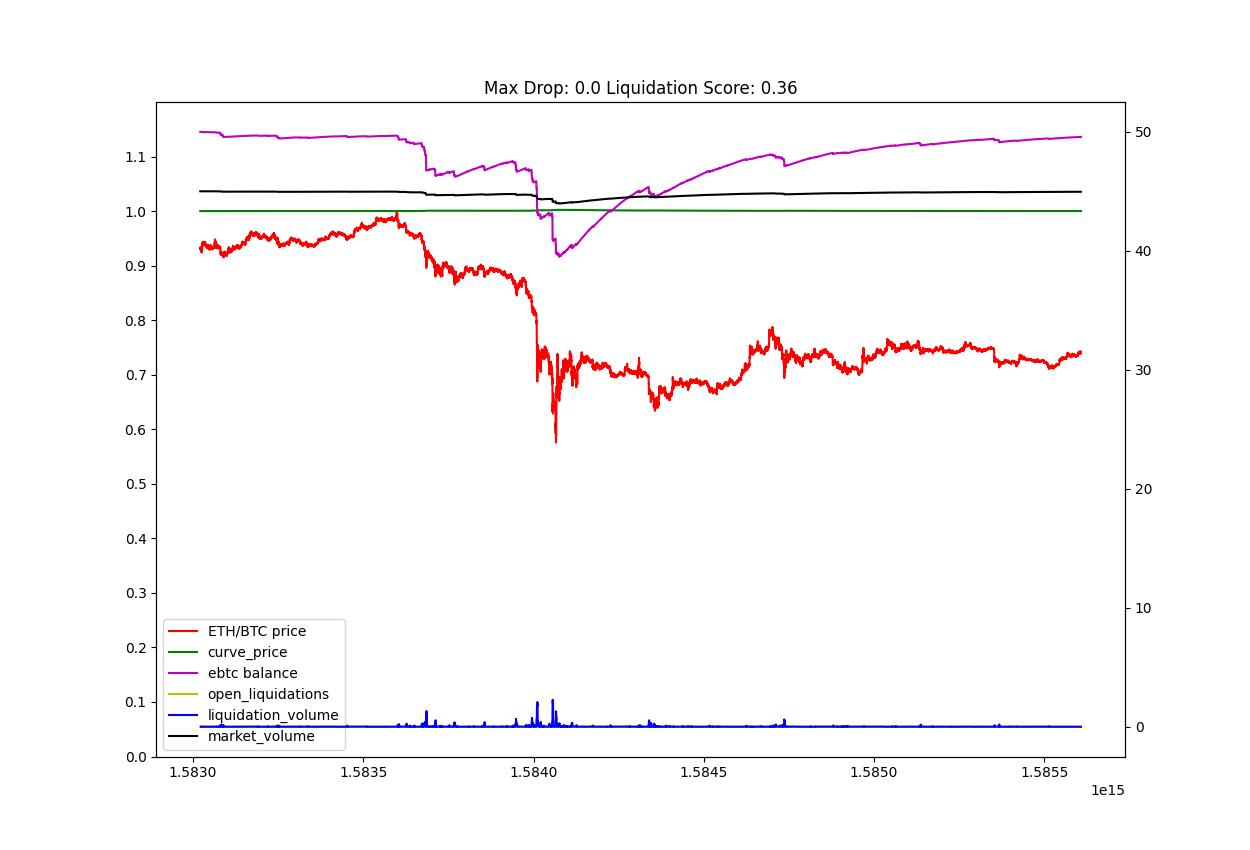 Max Drop: 0.0 Liquidation Score: 0.36
1.1
1.0
0.9
0.8
0.7
0.6
0.5
0.4
0.3
0.2
0.1
0.0
50
40
30
20
10
0
ETH/BTC price
curve_price
ebtc balance
open_liquidations
liquidation_volume
market_volume
1.5830 1.5835 1.5840 1.5845 1.5850 1.5855
1e15